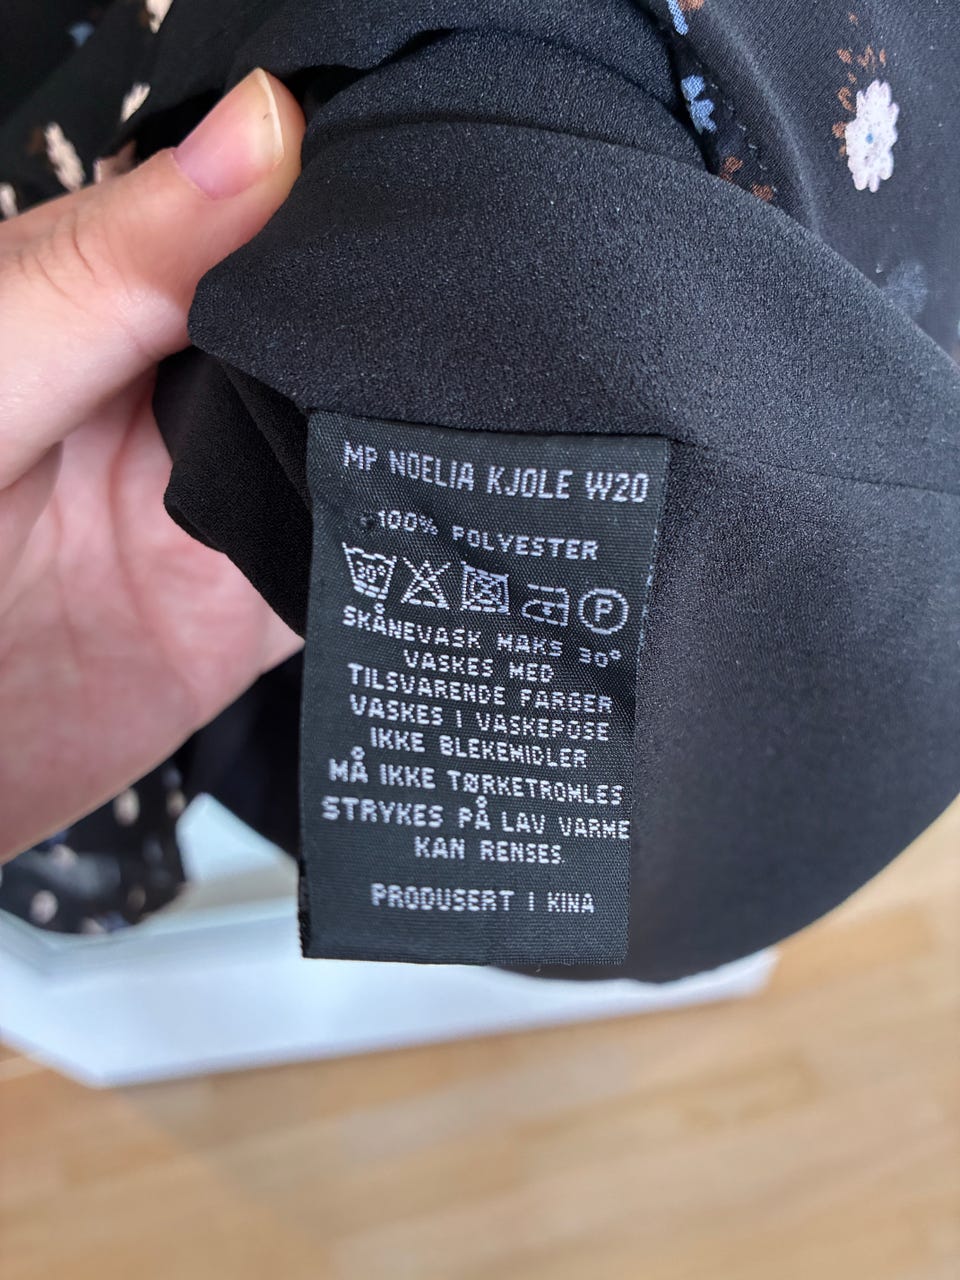 MP NOELIA KJOLE W20
100% POLYESTER
30° P
SKÅNEVASK MAKS 30°
VASKES MED
TILSVARENDE FARGER
VASKES I VASKEPOSE
IKKE BLEKEMIDLER
MÅ IKKE TØRKETROMLES
STRYKES PÅ LAV VARME
KAN RENSES.
PRODUSERT I KINA